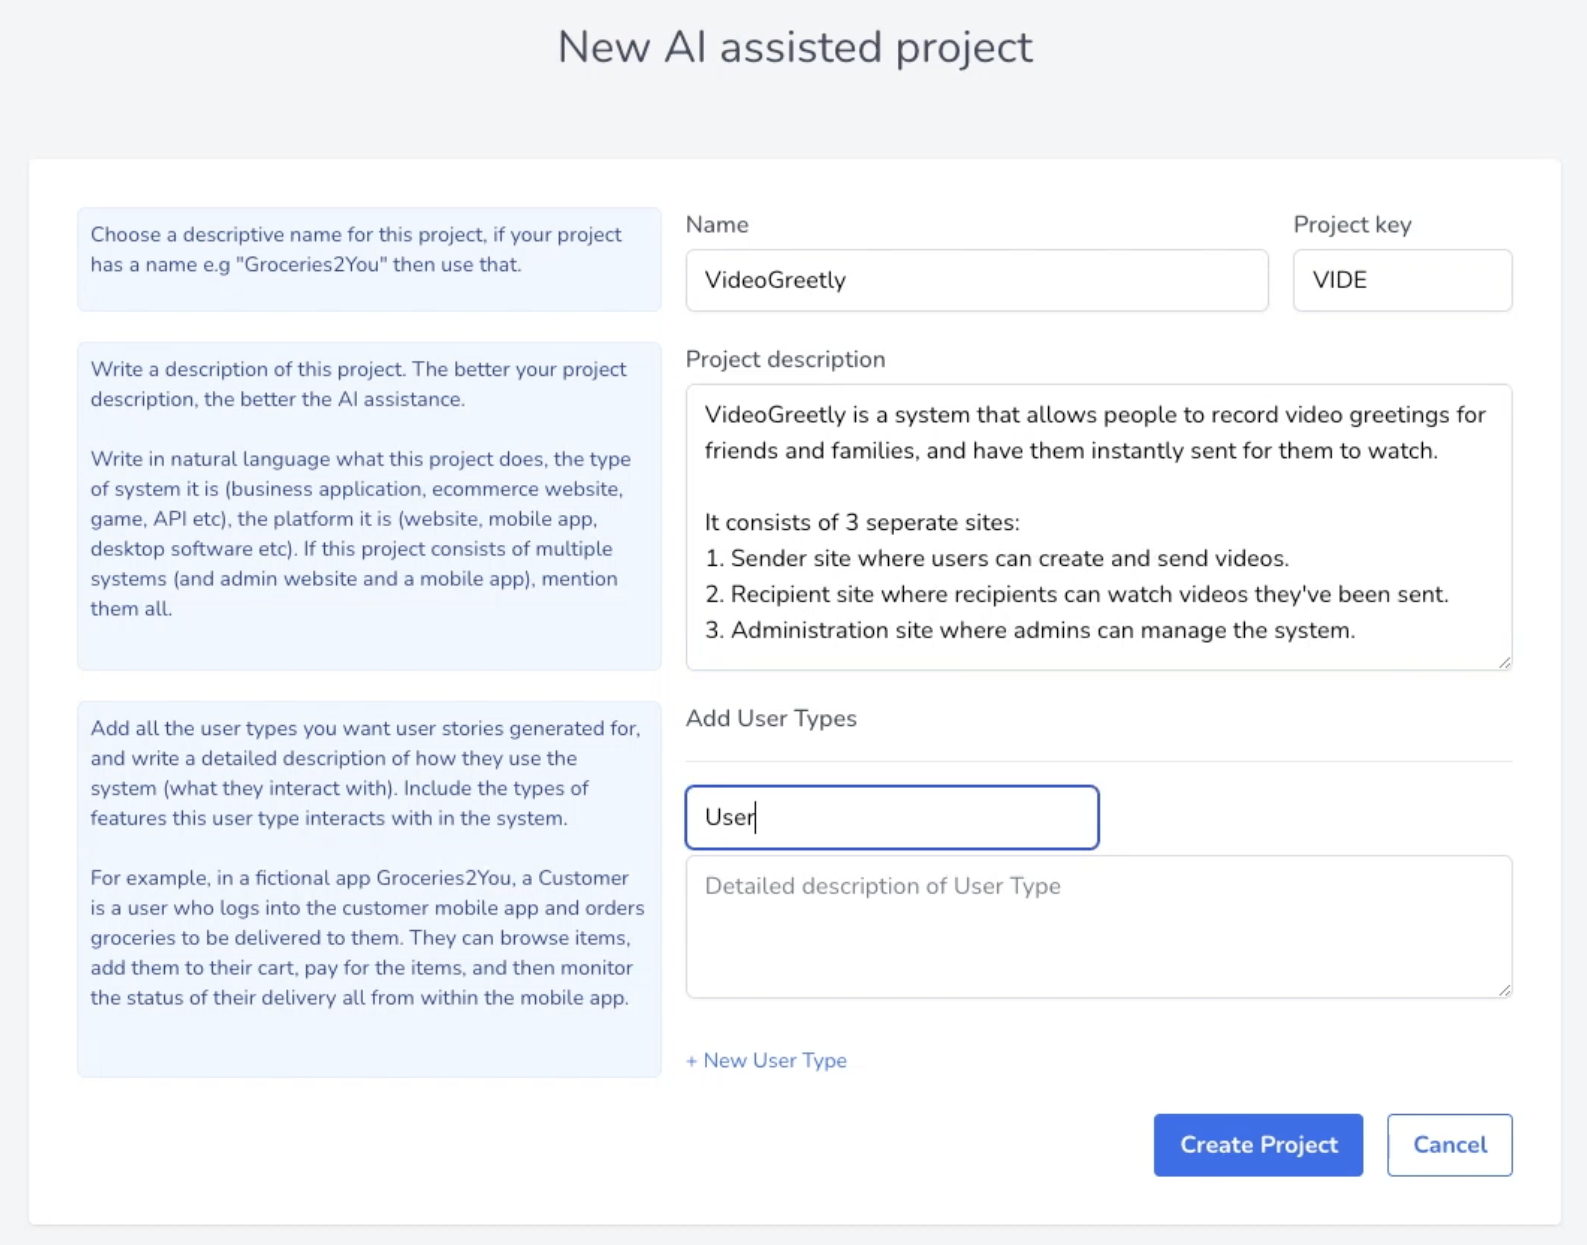 New AI assisted project
Choose a descriptive name for this project, if your project
has a name e.g "Groceries2You" then use that.
Name
VideoGreetly
Project key
VIDE
Write a description of this project. The better your project
description, the better the AI assistance.
Write in natural language what this project does, the type
of system it is (business application, ecommerce website,
game, API etc), the platform it is (website, mobile app,
desktop software etc). If this project consists of multiple
systems (and admin website and a mobile app), mention
them all.
Project description
VideoGreetly is a system that allows people to record video greetings for
friends and families, and have them instantly sent for them to watch.
It consists of 3 seperate sites:
1. Sender site where users can create and send videos.
2. Recipient site where recipients can watch videos they've been sent.
3. Administration site where admins can manage the system.
Add all the user types you want user stories generated for,
and write a detailed description of how they use the
system (what they interact with). Include the types of
features this user type interacts with in the system.
For example, in a fictional app Groceries2You, a Customer
is a user who logs into the customer mobile app and orders
groceries to be delivered to them. They can browse items,
add them to their cart, pay for the items, and then monitor
the status of their delivery all from within the mobile app.
Add User Types
User
Detailed description of User Type
+ New User Type
Create Project
Cancel